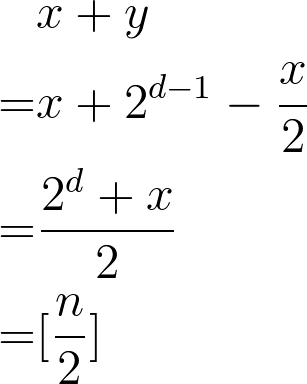 x + y
=x + 2^{d−1} − \frac{x}{2}
=\frac{2^d + x}{2}
=[\frac{n}{2}]